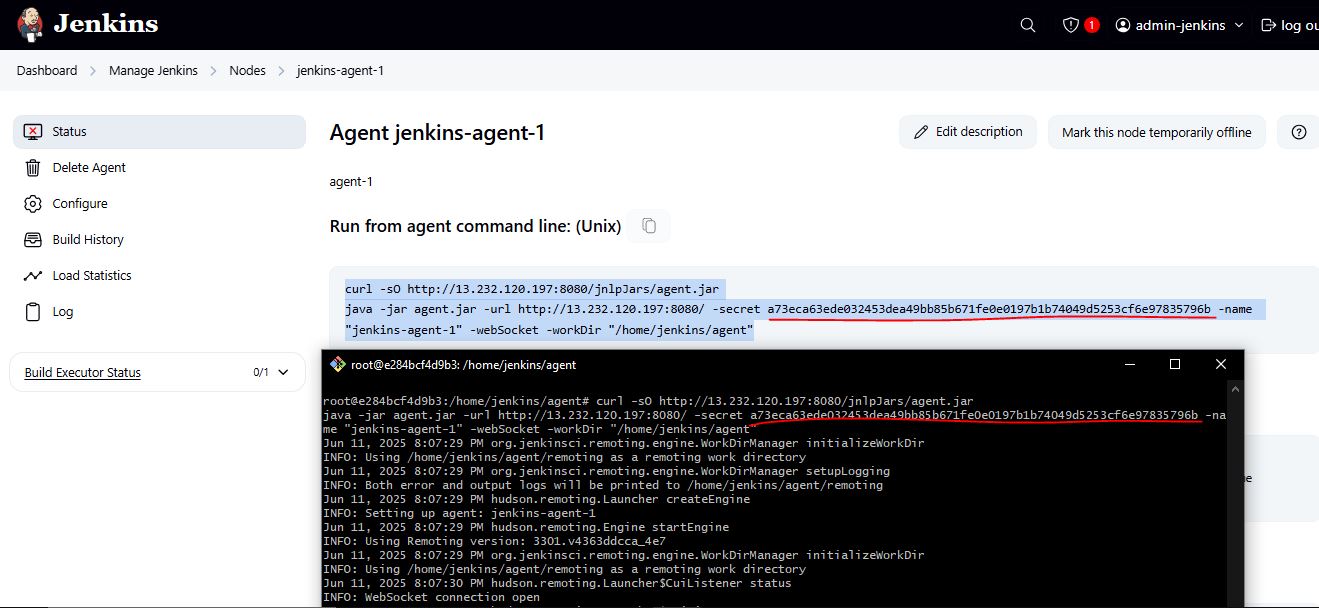 Jenkins
1
admin-jenkins
log ou
Dashboard
Manage Jenkins
Nodes
jenkins-agent-1
Status
Delete Agent
Configure
Build History
Load Statistics
Log
Build Executor Status
0/1
Agent jenkins-agent-1
Edit description
Mark this node temporarily offline
agent-1
Run from agent command line: (Unix)
curl -sO http://13.232.120.197:8080/jnlpJars/agent.jar
java -jar agent.jar -url http://13.232.120.197:8080/ -secret a73eca63ede032453dea49bb85b671fe0e0197b1b74049d5253cf6e97835796b -name
"jenkins-agent-1" -webSocket -workDir "/home/jenkins/agent"
root@e284bcf4d9b3: /home/jenkins/agent
root@e284bcf4d9b3:/home/jenkins/agent# curl -sO http://13.232.120.197:8080/jnlpJars/agent.jar
java -jar agent.jar -url http://13.232.120.197:8080/ -secret a73eca63ede032453dea49bb85b671fe0e0197b1b74049d5253cf6e97835796b -na
me "jenkins-agent-1" -webSocket -workDir "/home/jenkins/agent"
Jun 11, 2025 8:07:29 PM org.jenkinsci.remoting.engine.WorkDirManager initializeWorkDir
INFO: Using /home/jenkins/agent/remoting as a remoting work directory
Jun 11, 2025 8:07:29 PM org.jenkinsci.remoting.engine.WorkDirManager setupLogging
INFO: Both error and output logs will be printed to /home/jenkins/agent/remoting
Jun 11, 2025 8:07:29 PM hudson.remoting.Launcher createEngine
INFO: Setting up agent: jenkins-agent-1
Jun 11, 2025 8:07:29 PM hudson.remoting.Engine startEngine
INFO: Using Remoting version: 3301.v4363ddcca_4e7
Jun 11, 2025 8:07:29 PM org.jenkinsci.remoting.engine.WorkDirManager initializeWorkDir
INFO: Using /home/jenkins/agent/remoting as a remoting work directory
Jun 11, 2025 8:07:30 PM hudson.remoting.Launcher$CuiListener status
INFO: WebSocket connection open